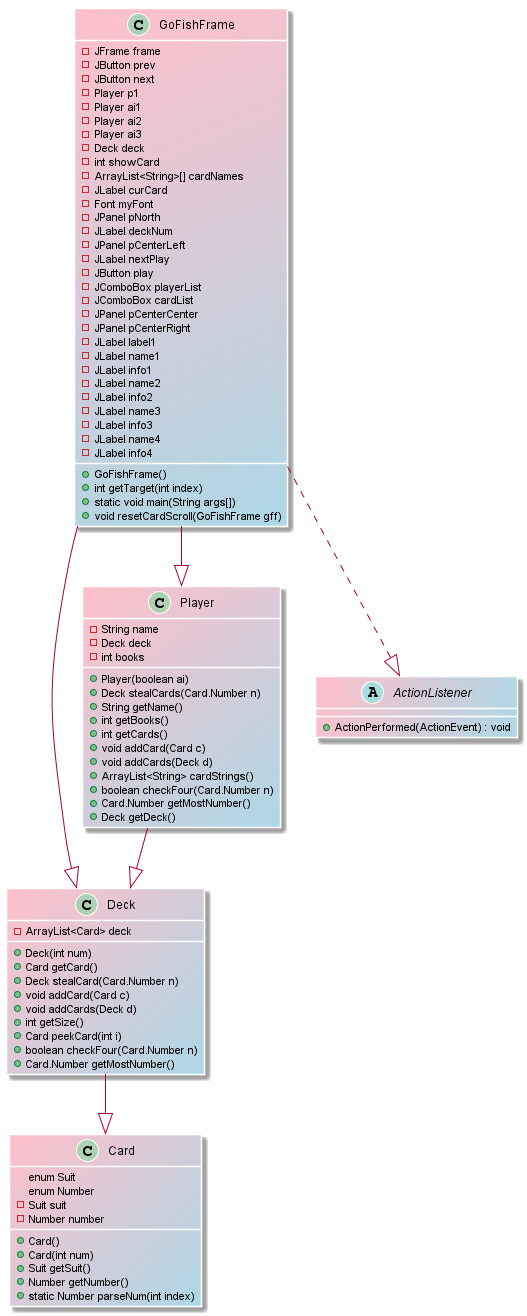 C GoFishFrame
JFrame frame
JButton prev
JButton next
Player p1
Player ai1
Player ai2
Player ai3
Deck deck
int showCard
ArrayList<String>[] cardNames
JLabel curCard
Font myFont
JPanel pNorth
JLabel deckNum
JPanel pCenterLeft
JLabel nextPlay
JButton play
JComboBox playerList
JComboBox cardList
JPanel pCenterCenter
JPanel pCenterRight
JLabel label1
JLabel name1
JLabel info1
JLabel name2
JLabel info2
JLabel name3
JLabel info3
JLabel name4
JLabel info4
GoFishFrame()
int getTarget(int index)
static void main(String args[])
void resetCardScroll(GoFishFrame gff)
C Player
String name
Deck deck
int books
Player(boolean ai)
Deck stealCards(Card.Number n)
String getName()
int getBooks()
int getCards()
void addCard(Card c)
void addCards(Deck d)
ArrayList<String> cardStrings()
boolean checkFour(Card.Number n)
Card.Number getMostNumber()
Deck getDeck()
A ActionListener
ActionPerformed(ActionEvent) : void
C Deck
ArrayList<Card> deck
Deck(int num)
Card getCard()
Deck stealCard(Card.Number n)
void addCard(Card c)
void addCards(Deck d)
int getSize()
Card peekCard(int i)
boolean checkFour(Card.Number n)
Card.Number getMostNumber()
C Card
enum Suit
enum Number
Suit suit
Number number
Card()
Card(int num)
Suit getSuit()
Number getNumber()
static Number parseNum(int index)